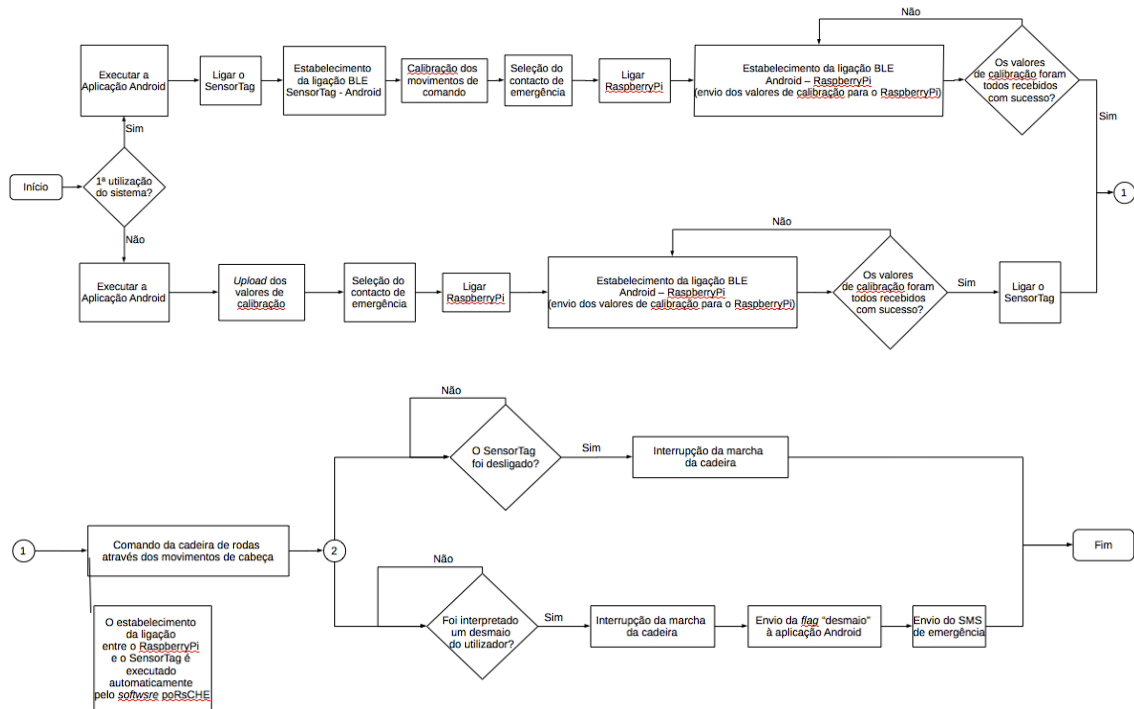 Não
Executar a
Aplicação Android
Ligar o
SensorTag
Estabelecimento
da ligação BLE
SensorTag - Android
Calibração dos
movimentos de
comando
Seleção do
contacto de
emergência
Ligar
RaspberryPi
Estabelecimento da ligação BLE
Android – RaspberryPi
(envio dos valores de calibração para o RaspberryPi)
Os valores
de calibração foram
todos recebidos
com sucesso?
Sim
Sim
Início
1ª utilização
do sistema?
1
Não
Não
Executar a
Aplicação Android
Upload dos
valores de
calibração
Seleção do
contacto de
emergência
Ligar
RaspberryPi
Estabelecimento da ligação BLE
Android – RaspberryPi
(envio dos valores de calibração para o RaspberryPi)
Os valores
de calibração foram
todos recebidos
com sucesso?
Sim
Ligar o
SensorTag
Não
O SensorTag
foi desligado?
Sim
Interrupção da marcha
da cadeira
1
Comando da cadeira de rodas
através dos movimentos de cabeça
2
Fim
Não
Foi interpretado
um desmaio
do utilizador?
Sim
Interrupção da marcha
da cadeira
Envio da flag “desmaio”
à aplicação Android
Envio do SMS
de emergência
O estabelecimento
da ligação
entre o RaspberryPi
e o SensorTag é
executado
automaticamente
pelo softwsre poRsCHE